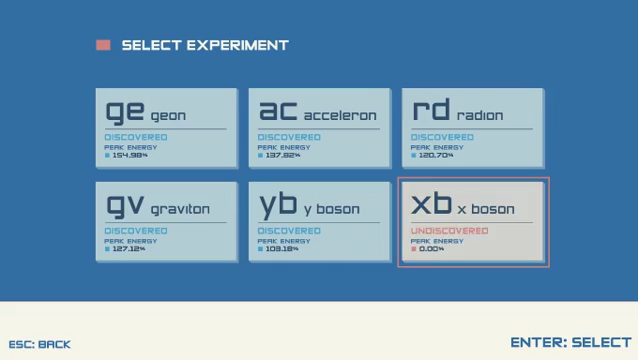 SELECT EXPERIMENT
ge geon
DISCOVERED
PEAK ENERGY
154.98%
ac acceleron
DISCOVERED
PEAK ENERGY
137.82%
rd radion
DISCOVERED
PEAK ENERGY
120.70%
gv graviton
DISCOVERED
PEAK ENERGY
127.12%
yb y boson
DISCOVERED
PEAK ENERGY
103.18%
xb x boson
UNDISCOVERED
PEAK ENERGY
0.00%
ESC: BACK
ENTER: SELECT